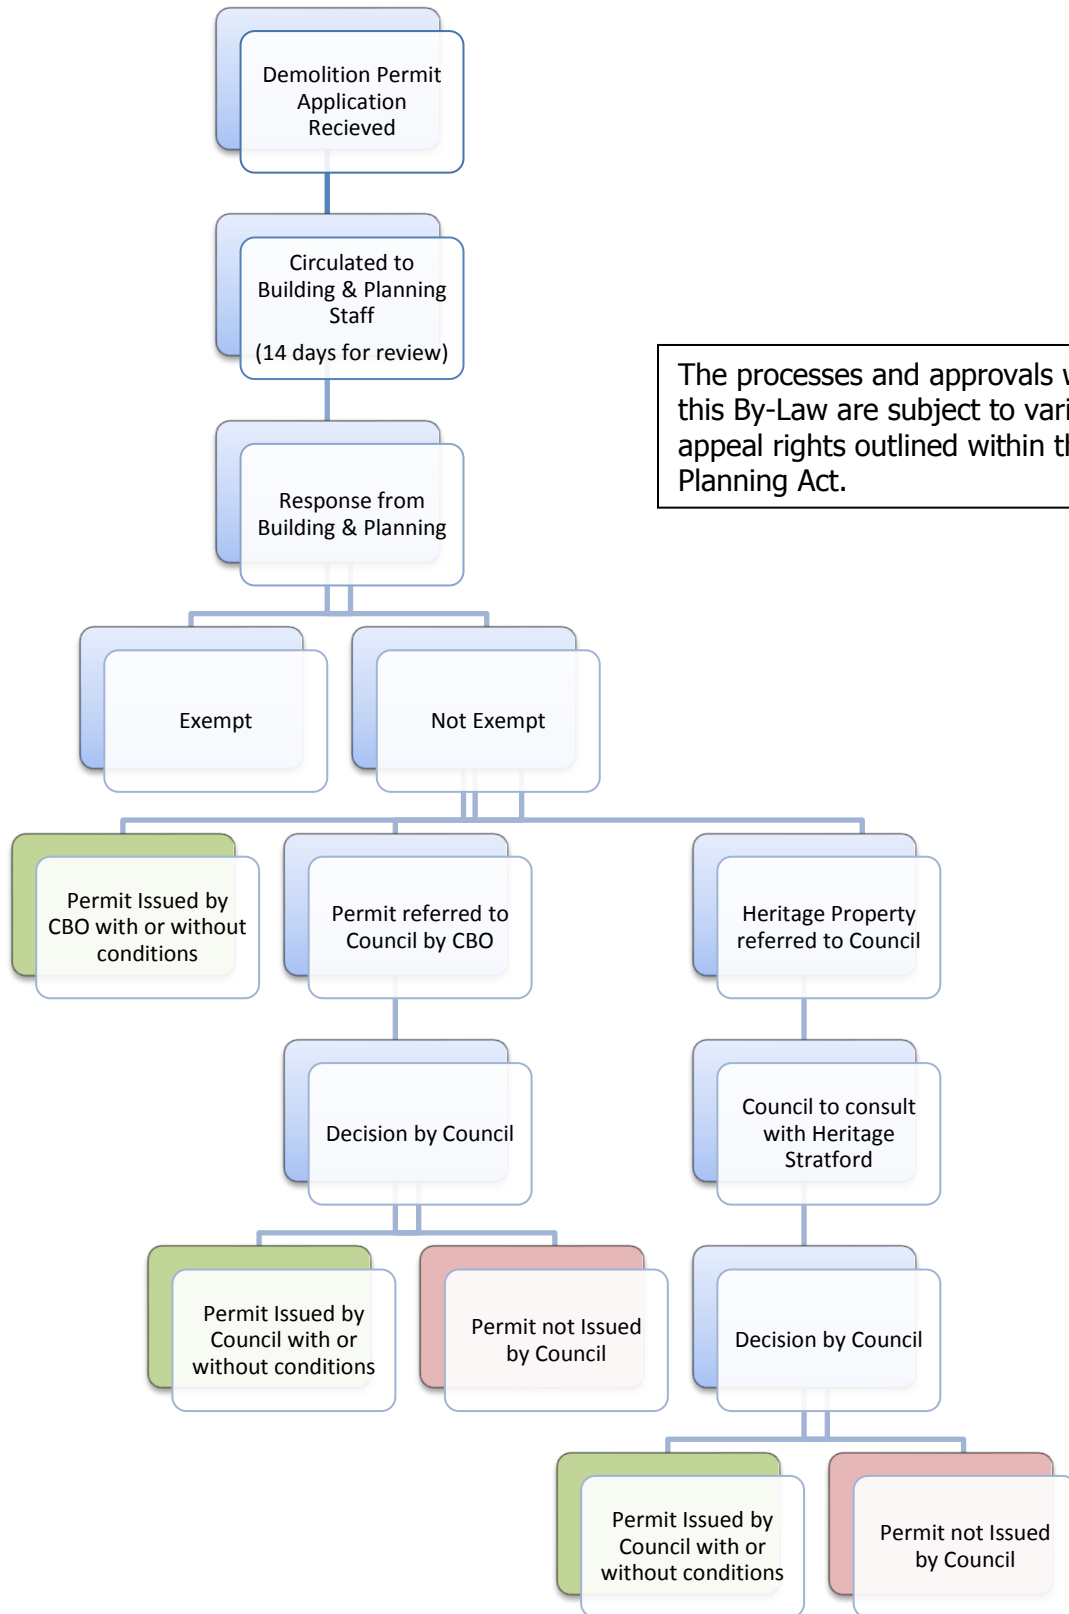 Demolition Permit
Application
Recieved
Circulated to
Building & Planning
Staff
(14 days for review)
The processes and approvals
this By-Law are subject to
appeal rights outlined within
Planning Act.
Response from
Building & Planning
Exempt
Not Exempt
Permit Issued by
CBO with or without
conditions
Permit referred to
Council by CBO
Heritage Property
referred to Council
Decision by Council
Council to consult
with Heritage
Stratford
Permit Issued by
Council with or
without conditions
Permit not Issued
by Council
Decision by Council
Permit Issued by
Council with or
without conditions
Permit not Issued
by Council